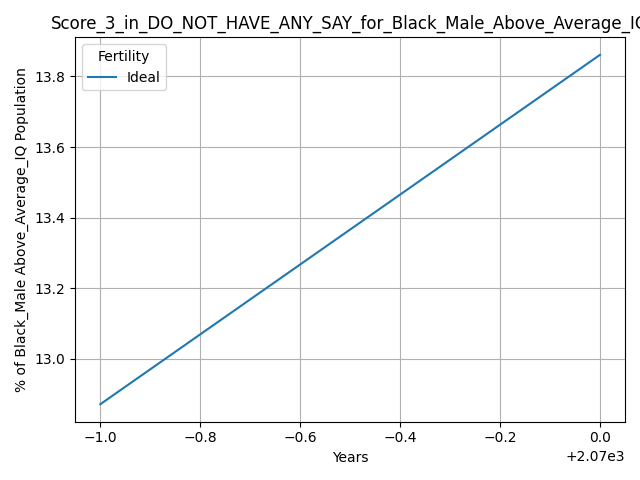 Score_3_in_DO_NOT_HAVE_ANY_SAY_for_Black_Male_Above_Average_IQ
Fertility
Ideal
% of Black_Male Above_Average_IQ Population
13.8
13.6
13.4
13.2
13.0
−1.0 −0.8 −0.6 −0.4 −0.2 0.0
+2.07e3
Years